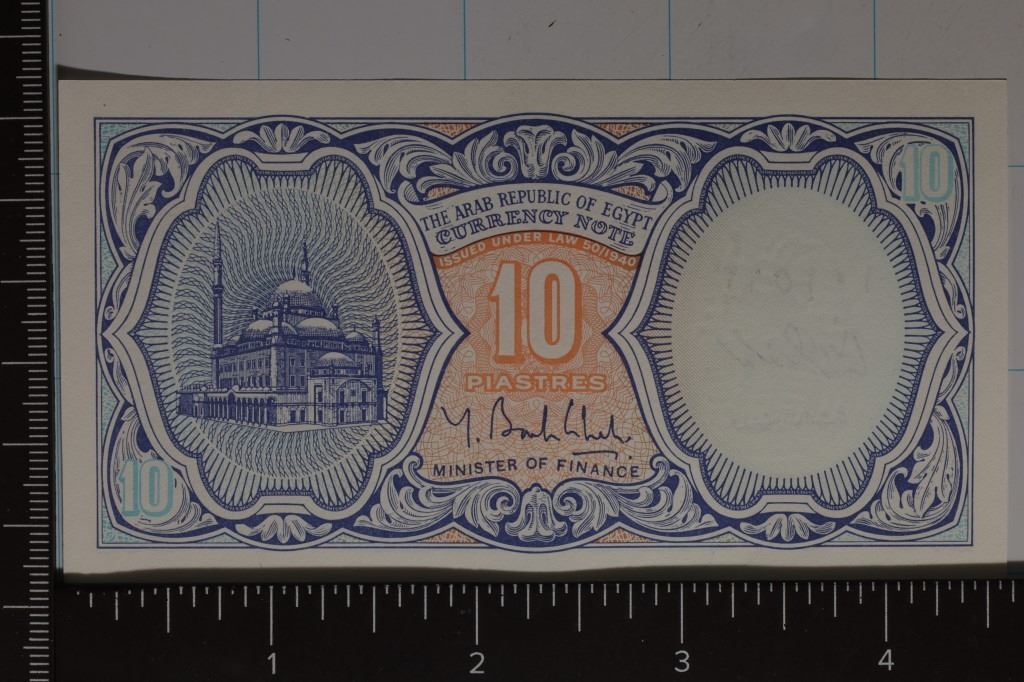 10
THE ARAB REPUBLIC OF EGYPT
CURRENCY NOTE
ISSUED UNDER LAW 50/1940
10
PIASTRES
MINISTER OF FINANCE
10
1 2 3 4